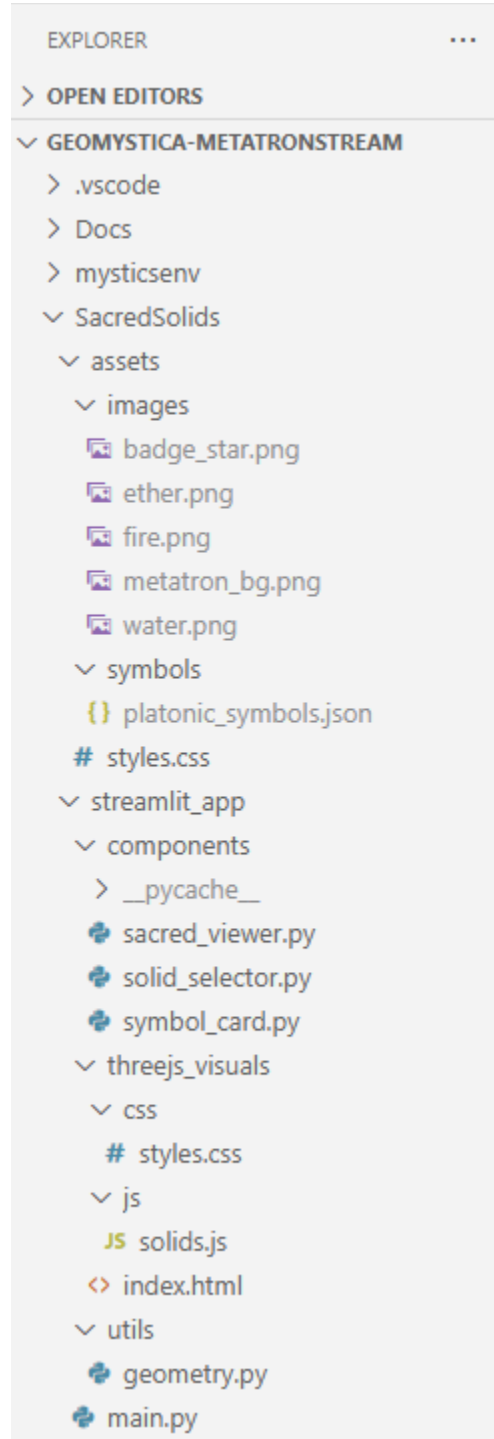 EXPLORER ...
OPEN EDITORS
GEOMYSTICA-METATRONSTREAM
.vscode
Docs
mysticsenv
SacredSolids
assets
images
badge_star.png
ether.png
fire.png
metatron_bg.png
water.png
symbols
{} platonic_symbols.json
# styles.css
streamlit_app
components
__pycache__
sacred_viewer.py
solid_selector.py
symbol_card.py
threejs_visuals
css
# styles.css
js
JS solids.js
<> index.html
utils
geometry.py
main.py